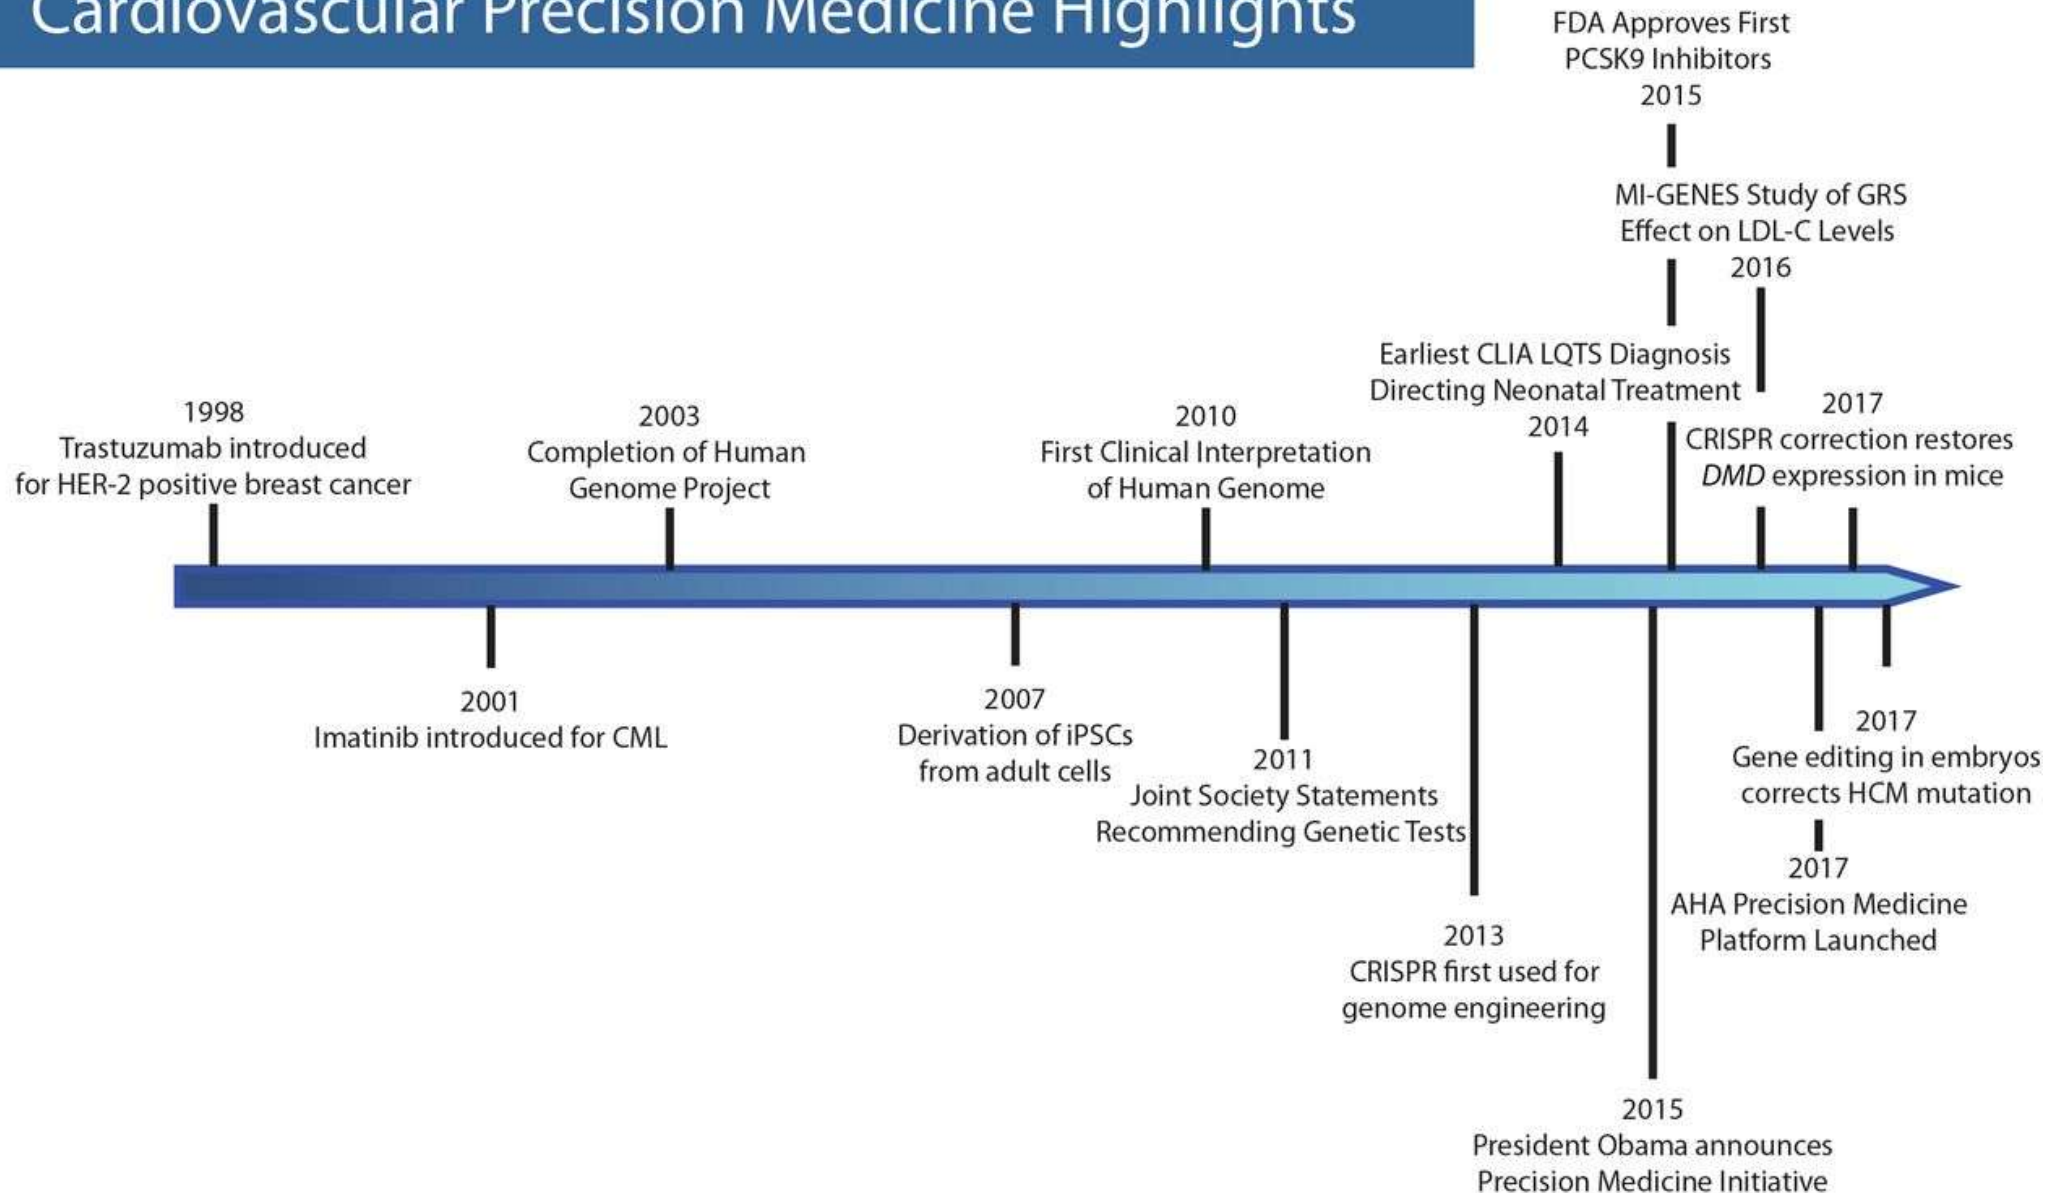 Cardiovascular Precision Medicine Highlights
FDA Approves First
PCSK9 Inhibitors
2015
MI-GENES Study of GRS
Effect on LDL-C Levels
2016
Earliest CLIA LQTS Diagnosis
Directing Neonatal Treatment
2014
2017
CRISPR correction restores
DMD expression in mice
1998
Trastuzumab introduced
for HER-2 positive breast cancer
2003
Completion of Human
Genome Project
2010
First Clinical Interpretation
of Human Genome
2001
Imatinib introduced for CML
2007
Derivation of iPSCs
from adult cells
2011
Joint Society Statements
Recommending Genetic Tests
2013
CRISPR first used for
genome engineering
2015
President Obama announces
Precision Medicine Initiative
2017
Gene editing in embryos
corrects HCM mutation
2017
AHA Precision Medicine
Platform Launched